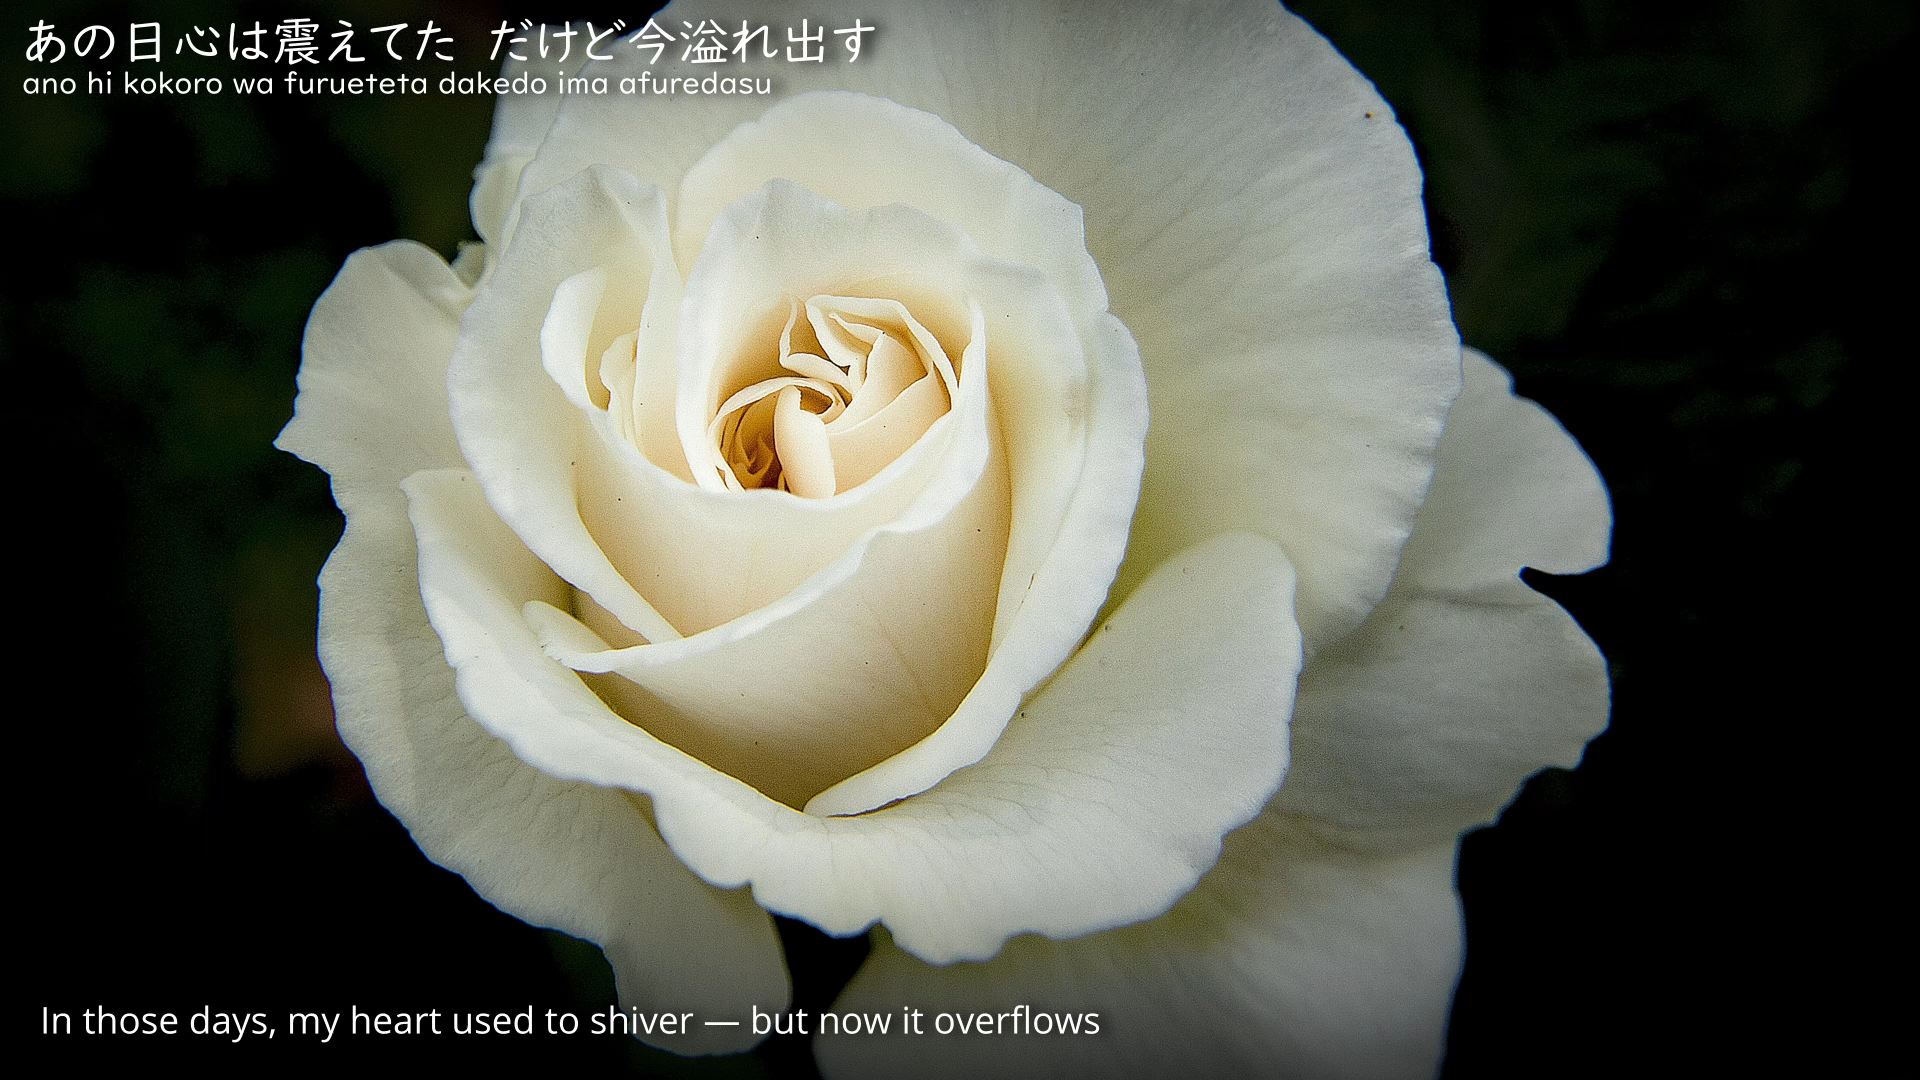 あの日心は震えてた だけど今溢れ出す
ano hi kokoro wa furueteta dakedo ima afuredasu
In those days, my heart used to shiver — but now it overflows